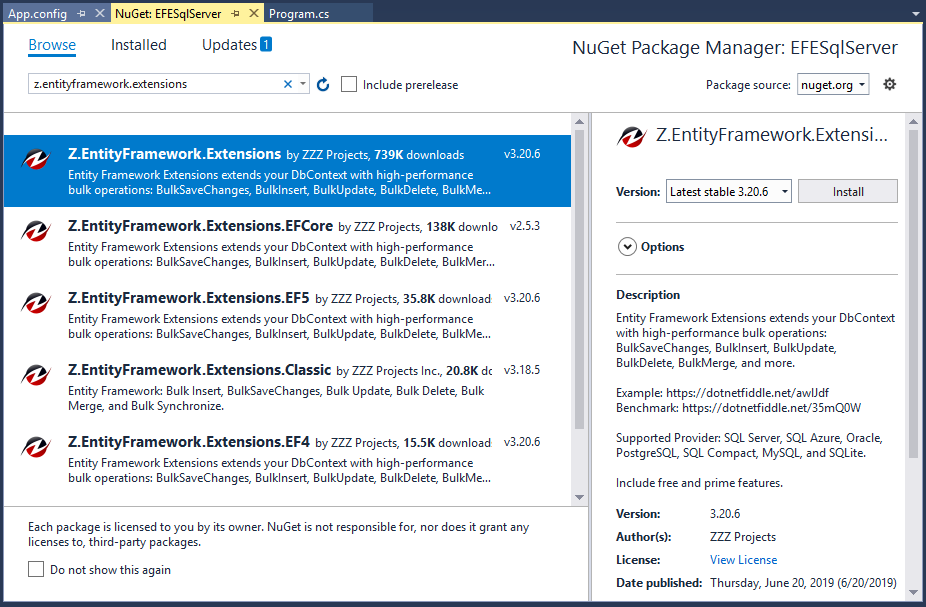 App.config
NuGet: EFESqlServer
Program.cs
Browse
Installed
Updates 1
NuGet Package Manager: EFESqlServer
z.entityframework.extensions
Include prerelease
Package source: nuget.org
Z.EntityFramework.Extensions by ZZZ Projects, 739K downloads v3.20.6
Entity Framework Extensions extends your DbContext with high-performance
bulk operations: BulkSaveChanges, BulkInsert, BulkUpdate, BulkDelete, BulkMe...
Z.EntityFramework.Extensions.EFCore by ZZZ Projects, 138K downlo v2.5.3
Entity Framework Extensions extends your DbContext with high-performance
bulk operations: BulkSaveChanges, BulkInsert, BulkUpdate, BulkDelete, BulkMer...
Z.EntityFramework.Extensions.EF5 by ZZZ Projects, 35.8K download v3.20.6
Entity Framework Extensions extends your DbContext with high-performance
bulk operations: BulkSaveChanges, BulkInsert, BulkUpdate, BulkDelete, BulkMe...
Z.EntityFramework.Extensions.Classic by ZZZ Projects Inc., 20.8K dc v3.18.5
Entity Framework: Bulk Insert, BulkSaveChanges, Bulk Update, Bulk Delete, Bulk
Merge, and Bulk Synchronize.
Z.EntityFramework.Extensions.EF4 by ZZZ Projects, 15.5K download v3.20.6
Entity Framework Extensions extends your DbContext with high-performance
bulk operations: BulkSaveChanges, BulkInsert, BulkUpdate, BulkDelete, BulkMe...
Each package is licensed to you by its owner. NuGet is not responsible for, nor does it grant any
licenses to, third-party packages.
Do not show this again
Z.EntityFramework.Extensi...
Version: Latest stable 3.20.6 Install
Options
Description
Entity Framework Extensions extends your DbContext
with high-performance bulk operations:
BulkSaveChanges, BulkInsert, BulkUpdate,
BulkDelete, BulkMerge, and more.
Example: https://dotnetfiddle.net/awIJdf
Benchmark: https://dotnetfiddle.net/35mQ0W
Supported Provider: SQL Server, SQL Azure, Oracle,
PostgreSQL, SQL Compact, MySQL, and SQLite.
Include free and prime features.
Version: 3.20.6
Author(s): ZZZ Projects
License: View License
Date published: Thursday, June 20, 2019 (6/20/2019)